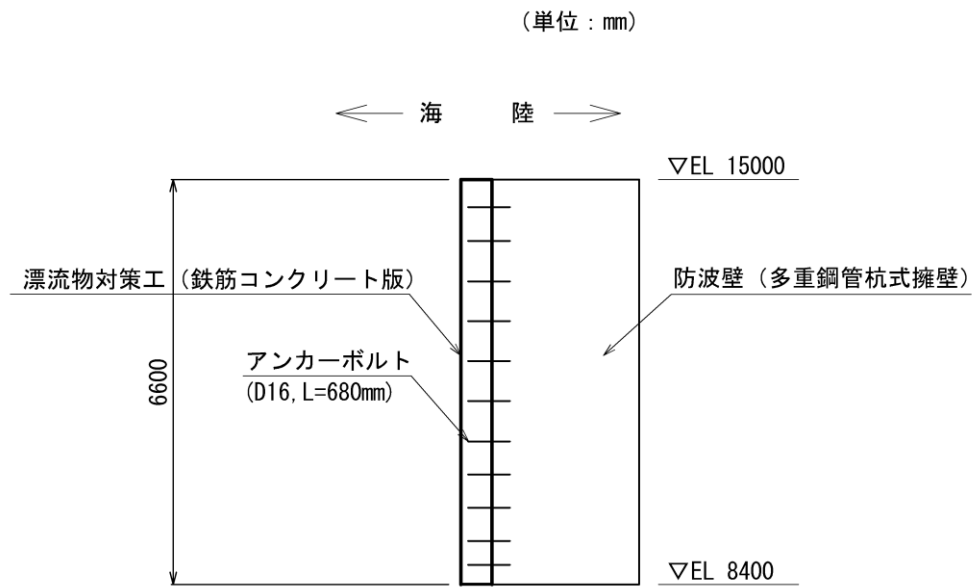 (単位：mm)
海 陸
▽EL 15000
漂流物対策工（鉄筋コンクリート版）
防波壁（多重鋼管杭式擁壁）
アンカーボルト
(D16, L=680mm)
6600
▽EL 8400